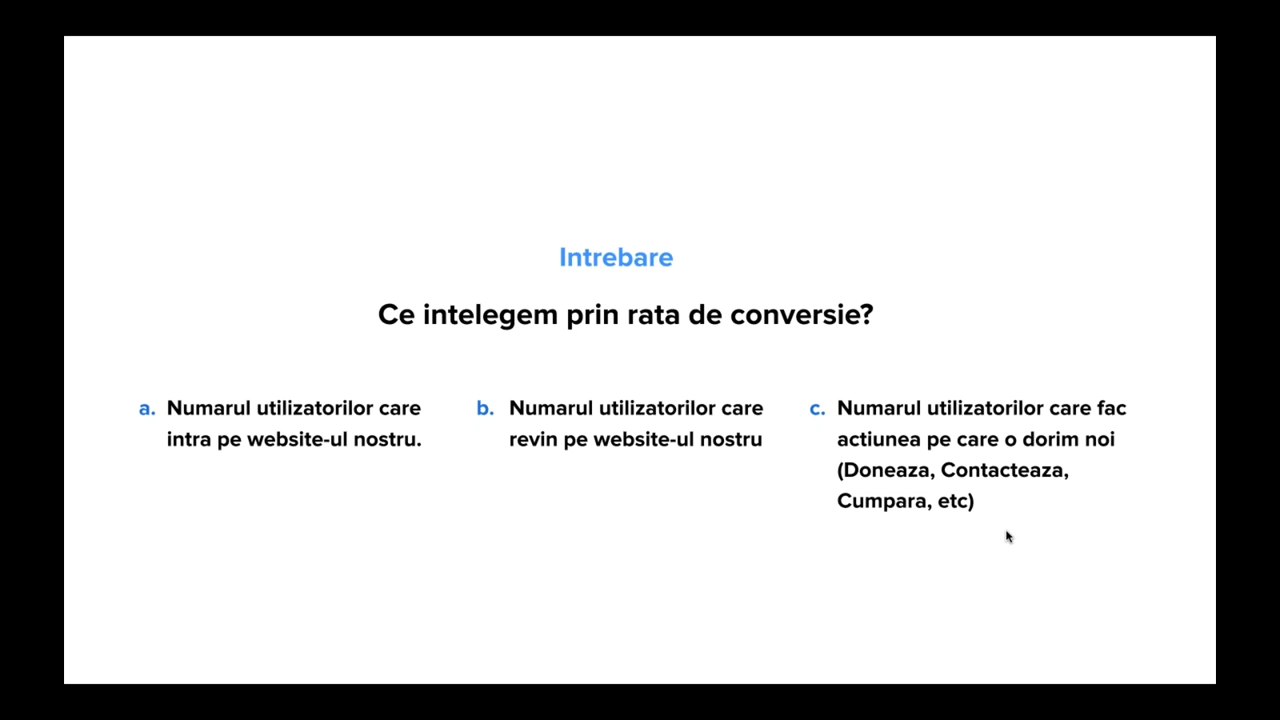 Intrebare
Ce intelegem prin rata de conversie?
a. Numarul utilizatorilor care
intra pe website-ul nostru.
b. Numarul utilizatorilor care
revin pe website-ul nostru
c. Numarul utilizatorilor care fac
actiunea pe care o dorim noi
(Doneaza, Contacteaza,
Cumpara, etc)